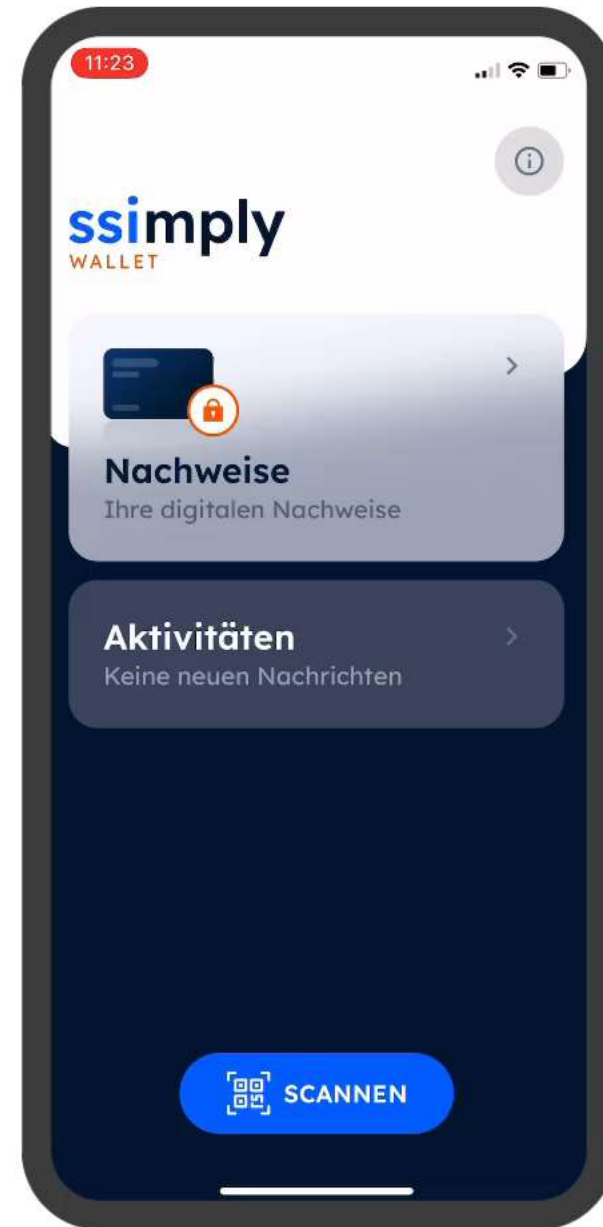 11:23
ssimply
WALLET
Nachweise
Ihre digitalen Nachweise
Aktivitäten
Keine neuen Nachrichten
SCANNEN